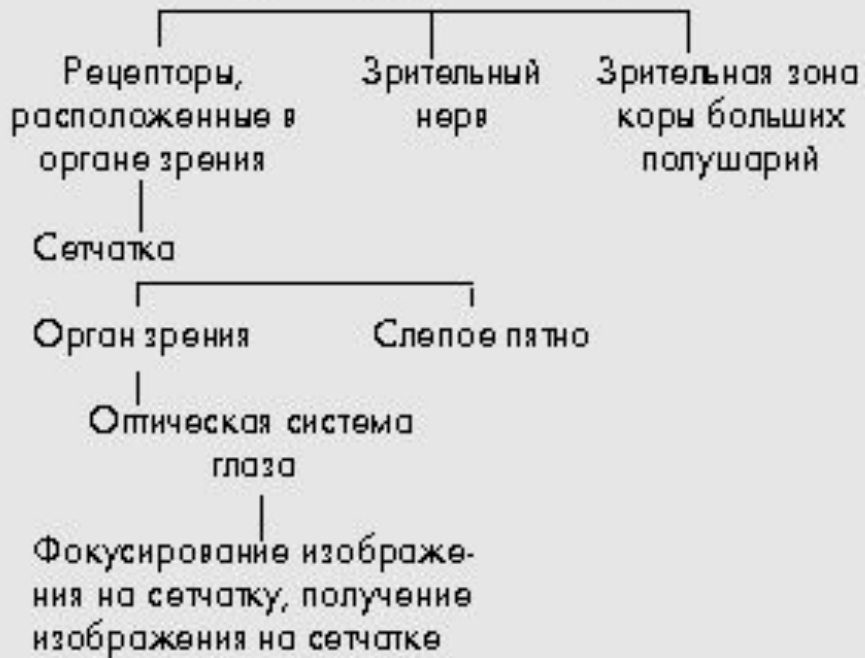 Рецепторы,
расположенные в
органе зрения
Зрительный
нерв
Зрительная зона
коры больших
полушарий
Сетчатка
Орган зрения
Слепое пятно
Оптическая система
глаза
Фокусирование изображе-
ния на сетчатку, получение
изображения на сетчатке